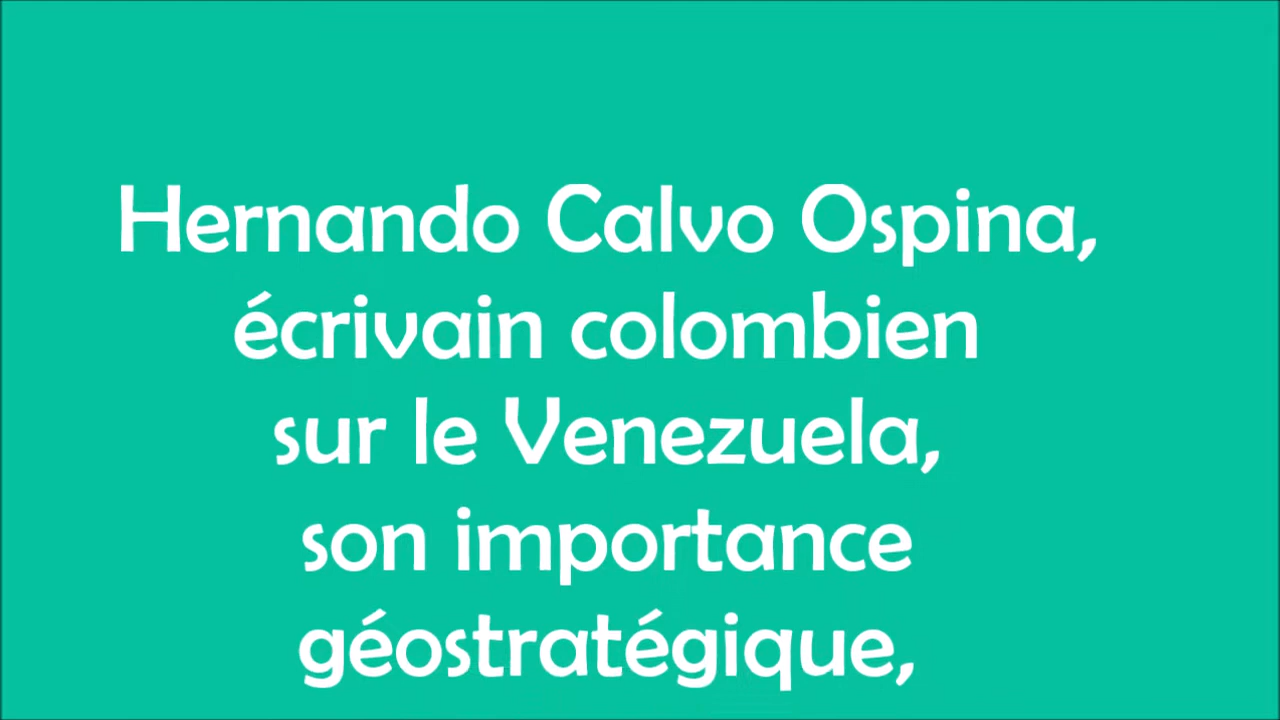 Hernando Calvo Ospina,
écrivain colombien
sur le Venezuela,
son importance
géostratégique,